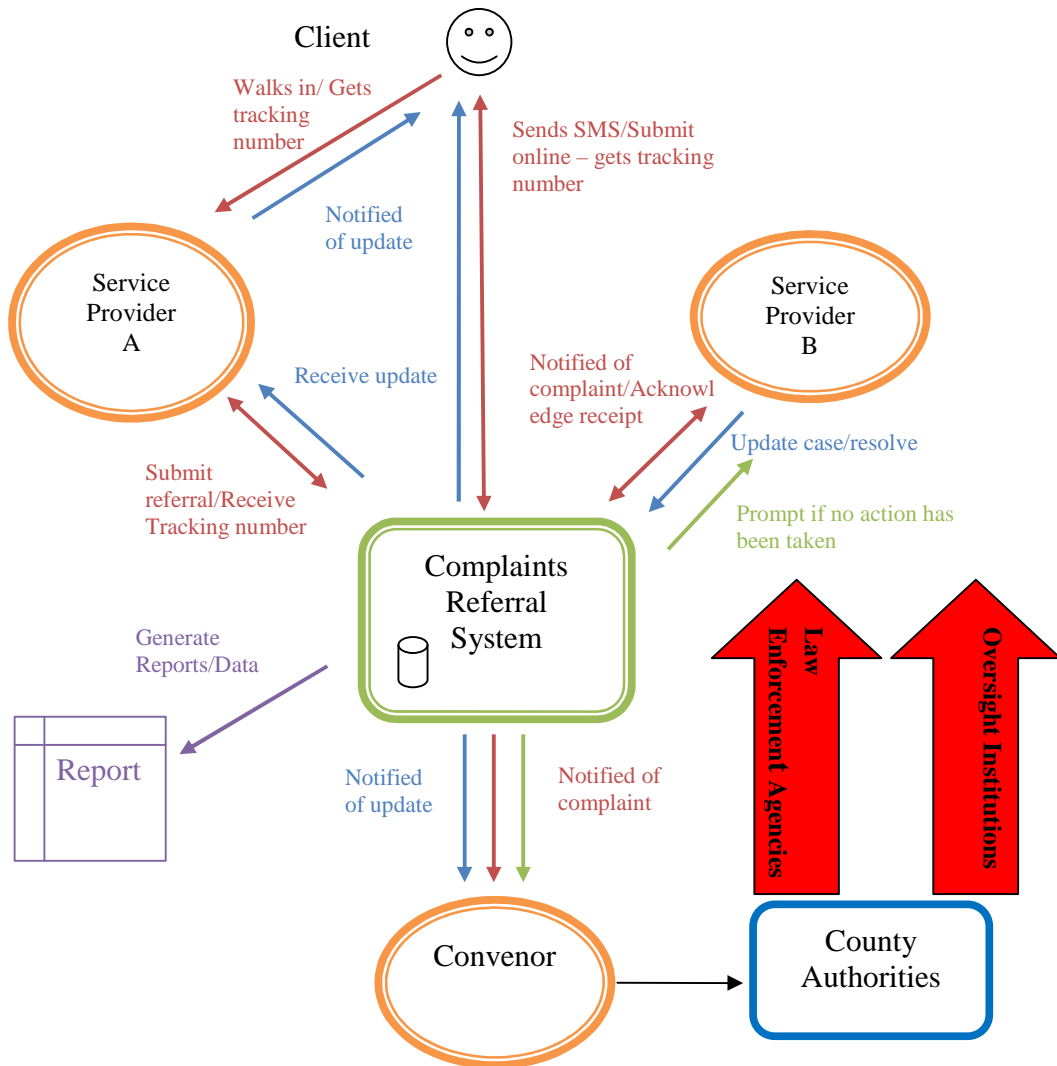 Client
Walks in/ Gets
tracking
number
Sends SMS/Submit
online – gets tracking
number
Notified
of update
Service
Provider
A
Service
Provider
B
Receive update
Notified of
complaint/Acknowl
edge receipt
Update case/resolve
Submit
referral/Receive
Tracking number
Prompt if no action has
been taken
Complaints
Referral
System
Generate
Reports/Data
Report
Law
Enforcement Agencies
Oversight Institutions
Notified
of update
Notified of
complaint
Convenor
County
Authorities